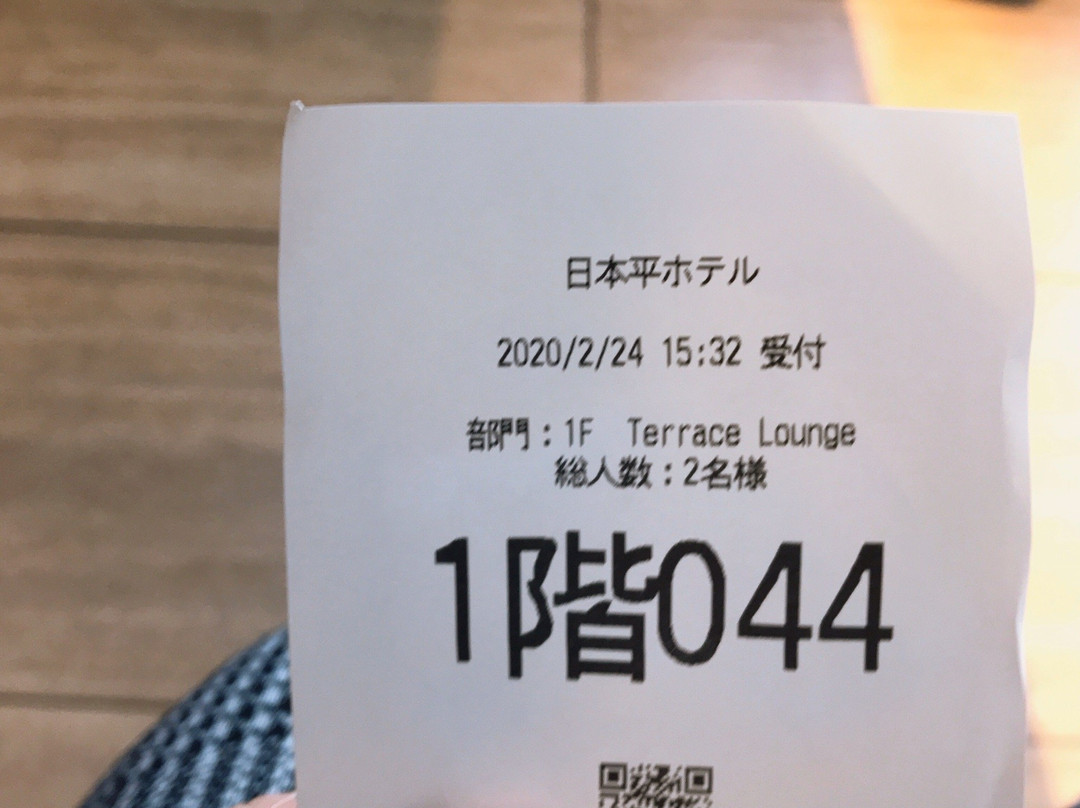 日本平ホテル
2020/2/24 15:32 受付
部門：1F　Terrace Lounge
総人数：2名様
1階044